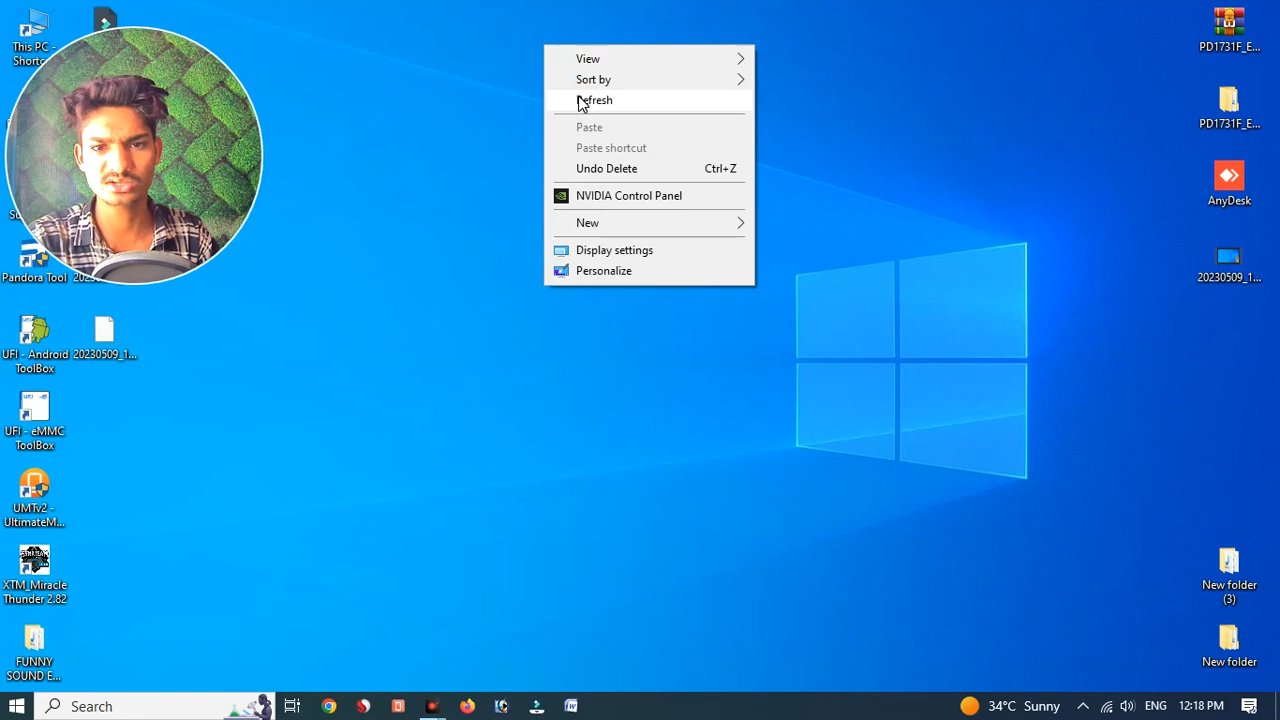 This PC -
Shortc
Pandora Tool
UFI - Android
ToolBox
20230509_1...
UFI - eMMC
ToolBox
UMTv2 -
UltimateM...
XTM_Miracle
Thunder 2.82
FUNNY
SOUND E...
View
Sort by
Refresh
Paste
Paste shortcut
Undo Delete Ctrl+Z
NVIDIA Control Panel
New
Display settings
Personalize
PD1731F_E...
PD1731F_E...
AnyDesk
20230509_1...
New folder
(3)
New folder
Search
34°C Sunny
ENG
12:18 PM